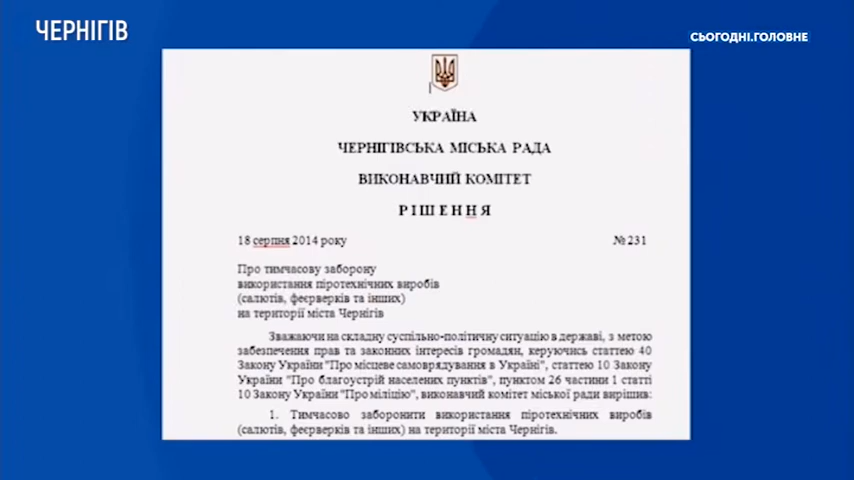 ЧЕРНІГІВ
СЬОГОДНІ.ГОЛОВНЕ
УКРАЇНА
ЧЕРНІГІВСЬКА МІСЬКА РАДА
ВИКОНАВЧИЙ КОМІТЕТ
Р І Ш Е Н Н Я
18 серпня 2014 року №231
Про тимчасову заборону
використання піротехнічних виробів
(салютів, феєрверків та інших)
на території міста Чернігів
Зважаючи на складну суспільно-політичну ситуацію в державі, з метою
забезпечення прав та законних інтересів громадян, керуючись статтею 40
Закону України "Про місцеве самоврядування в Україні", статтею 10 Закону
України "Про благоустрій населених пунктів", пунктом 26 частини 1 статті
10 Закону України "Про міліцію", виконавчий комітет міської ради вирішив:
1. Тимчасово заборонити використання піротехнічних виробів
(салютів, феєрверків та інших) на території міста Чернігів.